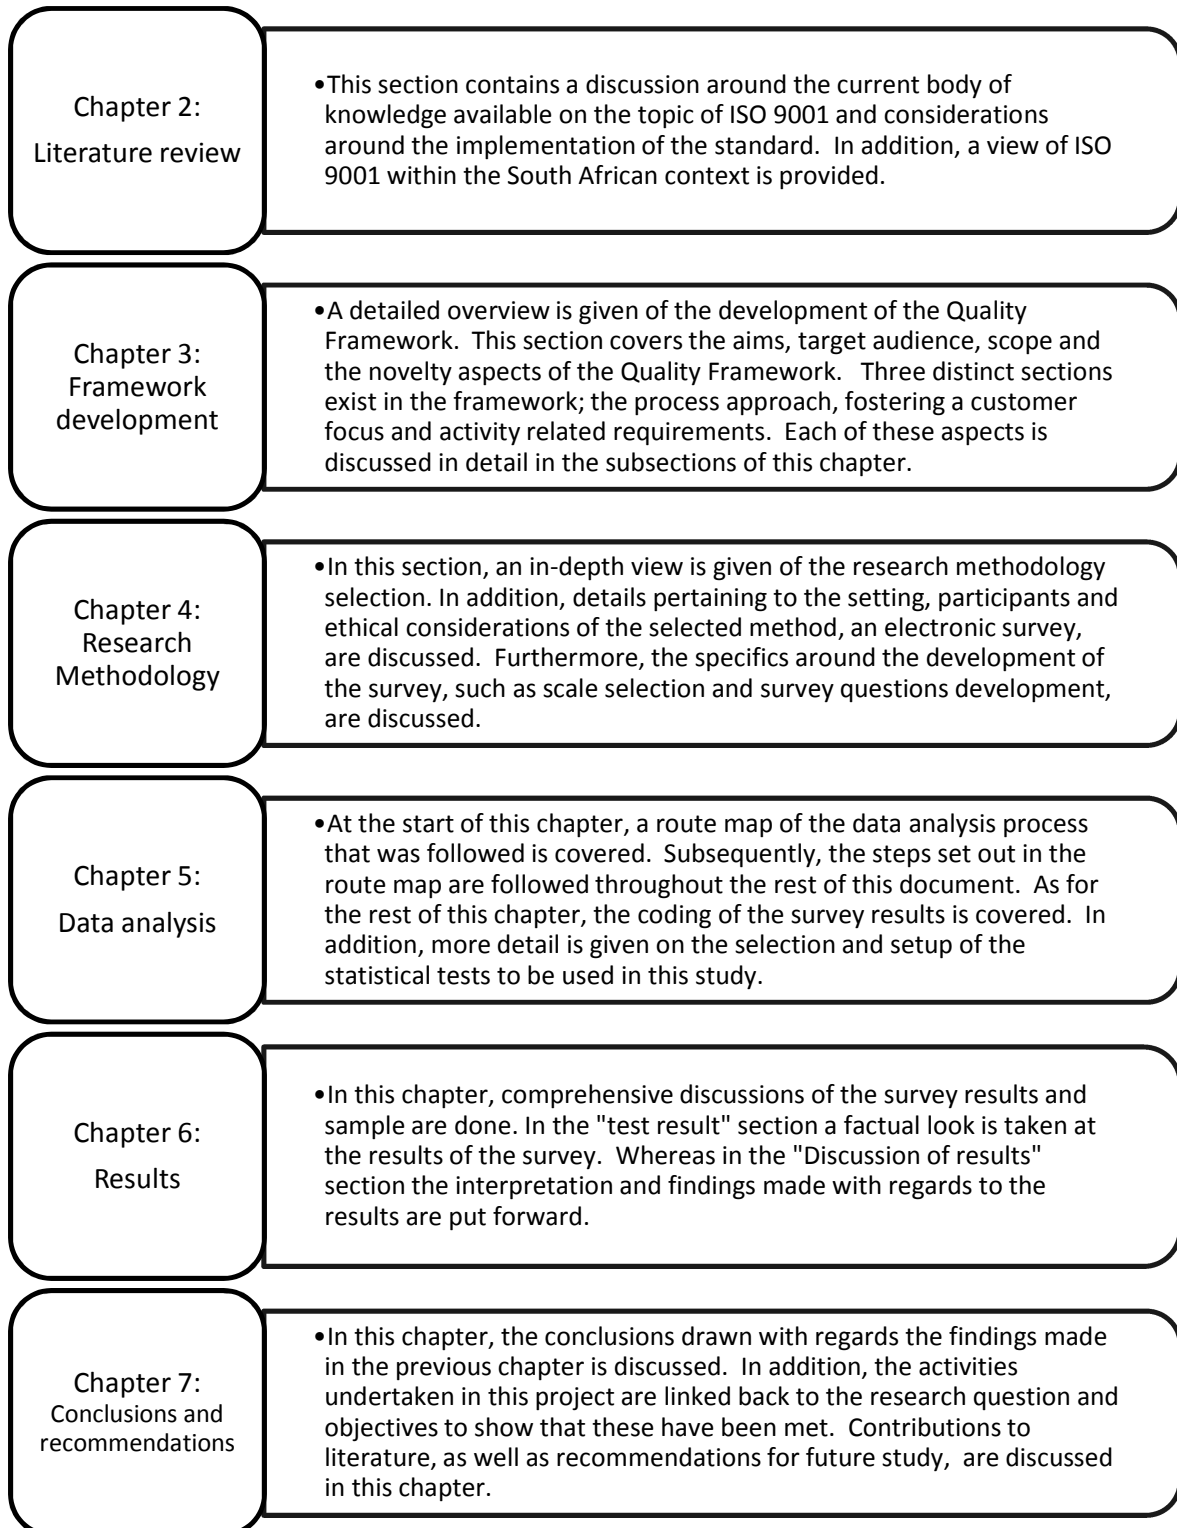 Chapter 2:
Literature review
•This section contains a discussion around the current body of
knowledge available on the topic of ISO 9001 and considerations
around the implementation of the standard.  In addition, a view of ISO
9001 within the South African context is provided.
Chapter 3:
Framework
development
•A detailed overview is given of the development of the Quality
Framework.  This section covers the aims, target audience, scope and
the novelty aspects of the Quality Framework.   Three distinct sections
exist in the framework; the process approach, fostering a customer
focus and activity related requirements.  Each of these aspects is
discussed in detail in the subsections of this chapter.
Chapter 4:
Research
Methodology
•In this section, an in-depth view is given of the research methodology
selection. In addition, details pertaining to the setting, participants and
ethical considerations of the selected method, an electronic survey,
are discussed.  Furthermore, the specifics around the development of
the survey, such as scale selection and survey questions development,
are discussed.
Chapter 5:
Data analysis
•At the start of this chapter, a route map of the data analysis process
that was followed is covered.  Subsequently, the steps set out in the
route map are followed throughout the rest of this document.  As for
the rest of this chapter, the coding of the survey results is covered.  In
addition, more detail is given on the selection and setup of the
statistical tests to be used in this study.
Chapter 6:
Results
•In this chapter, comprehensive discussions of the survey results and
sample are done. In the "test result" section a factual look is taken at
the results of the survey.  Whereas in the "Discussion of results"
section the interpretation and findings made with regards to the
results are put forward.
Chapter 7:
Conclusions and
recommendations
•In this chapter, the conclusions drawn with regards the findings made
in the previous chapter is discussed.  In addition, the activities
undertaken in this project are linked back to the research question and
objectives to show that these have been met.  Contributions to
literature, as well as recommendations for future study,  are discussed
in this chapter.